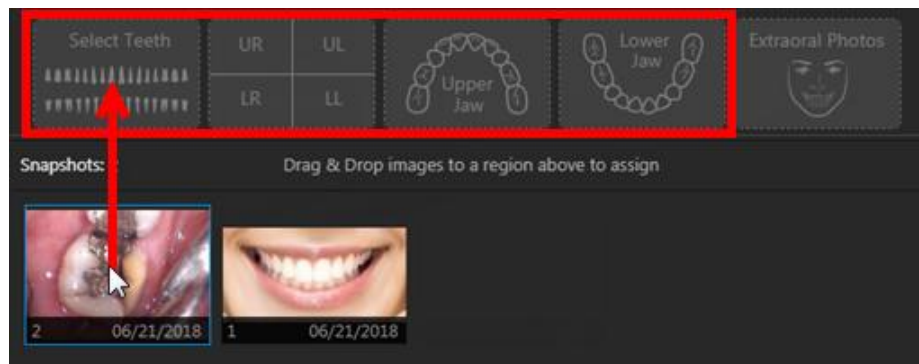 Select Teeth
UR
UL
LR
LL
Upper
Jaw
Lower
Jaw
Extraoral Photos
Snapshots:
Drag & Drop images to a region above to assign
2
06/21/2018
1
06/21/2018